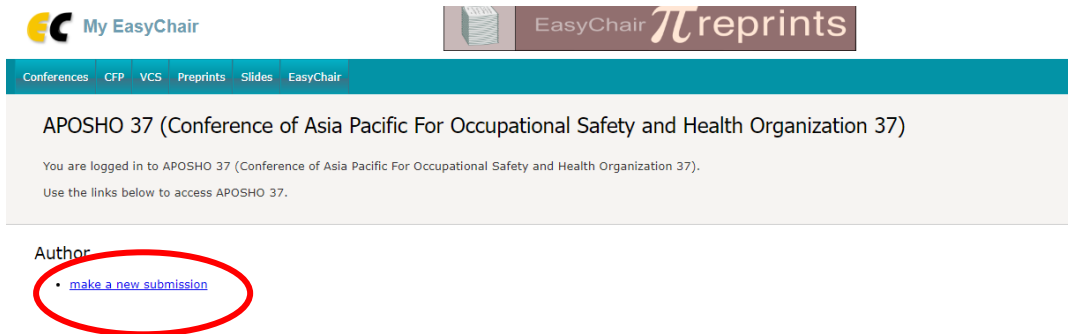 EC My EasyChair
EasyChair πreprints
Conferences CFP VCS Preprints Slides EasyChair
APOSHO 37 (Conference of Asia Pacific For Occupational Safety and Health Organization 37)
You are logged in to APOSHO 37 (Conference of Asia Pacific For Occupational Safety and Health Organization 37).
Use the links below to access APOSHO 37.
Author
• make a new submission